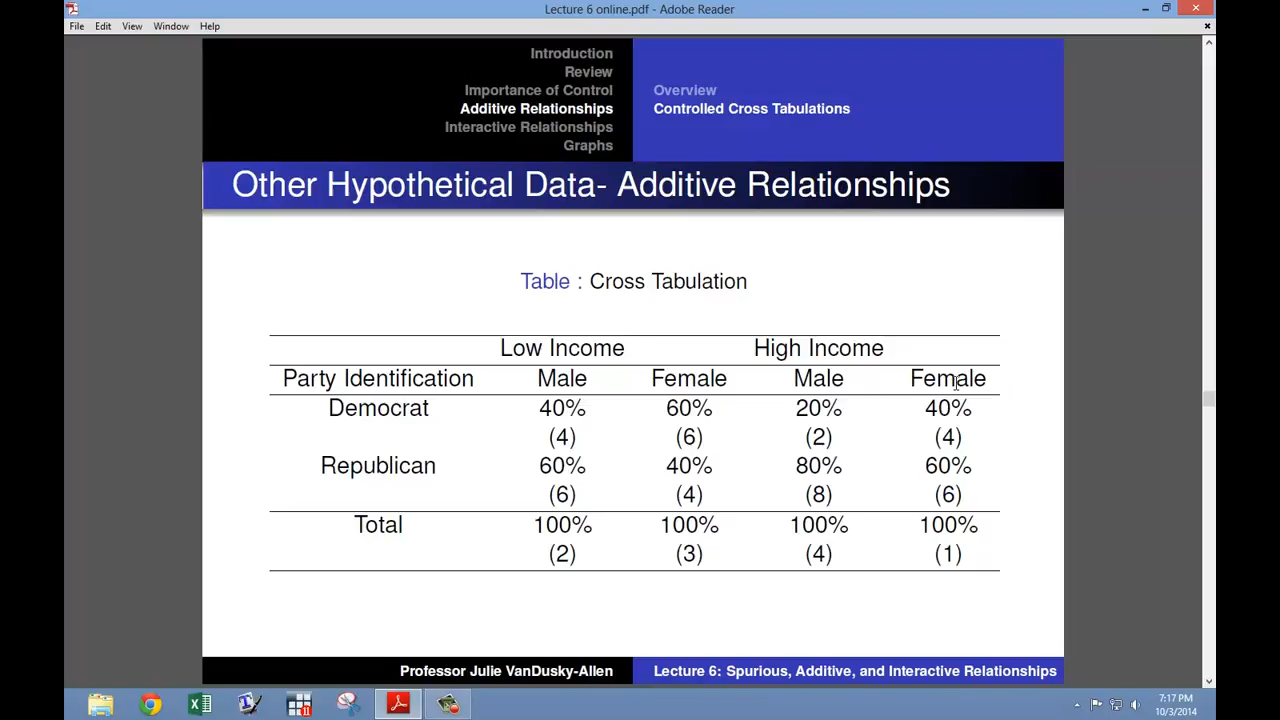 Lecture 6 online.pdf - Adobe Reader
File Edit View Window Help
Introduction
Review
Importance of Control
Additive Relationships
Interactive Relationships
Graphs
Overview
Controlled Cross Tabulations
Other Hypothetical Data- Additive Relationships
Table : Cross Tabulation
Low Income High Income
Party Identification Male Female Male Female
Democrat 40% 60% 20% 40%
(4) (6) (2) (4)
Republican 60% 40% 80% 60%
(6) (4) (8) (6)
Total 100% 100% 100% 100%
(2) (3) (4) (1)
Professor Julie VanDusky-Allen Lecture 6: Spurious, Additive, and Interactive Relationships
7:17 PM
10/3/2014